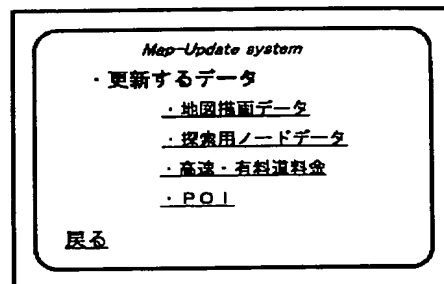 Map-Update system
・更新するデータ
・地図描画データ
・探索用ノードデータ
・高速・有料道料金
・ＰＯＩ
戻る